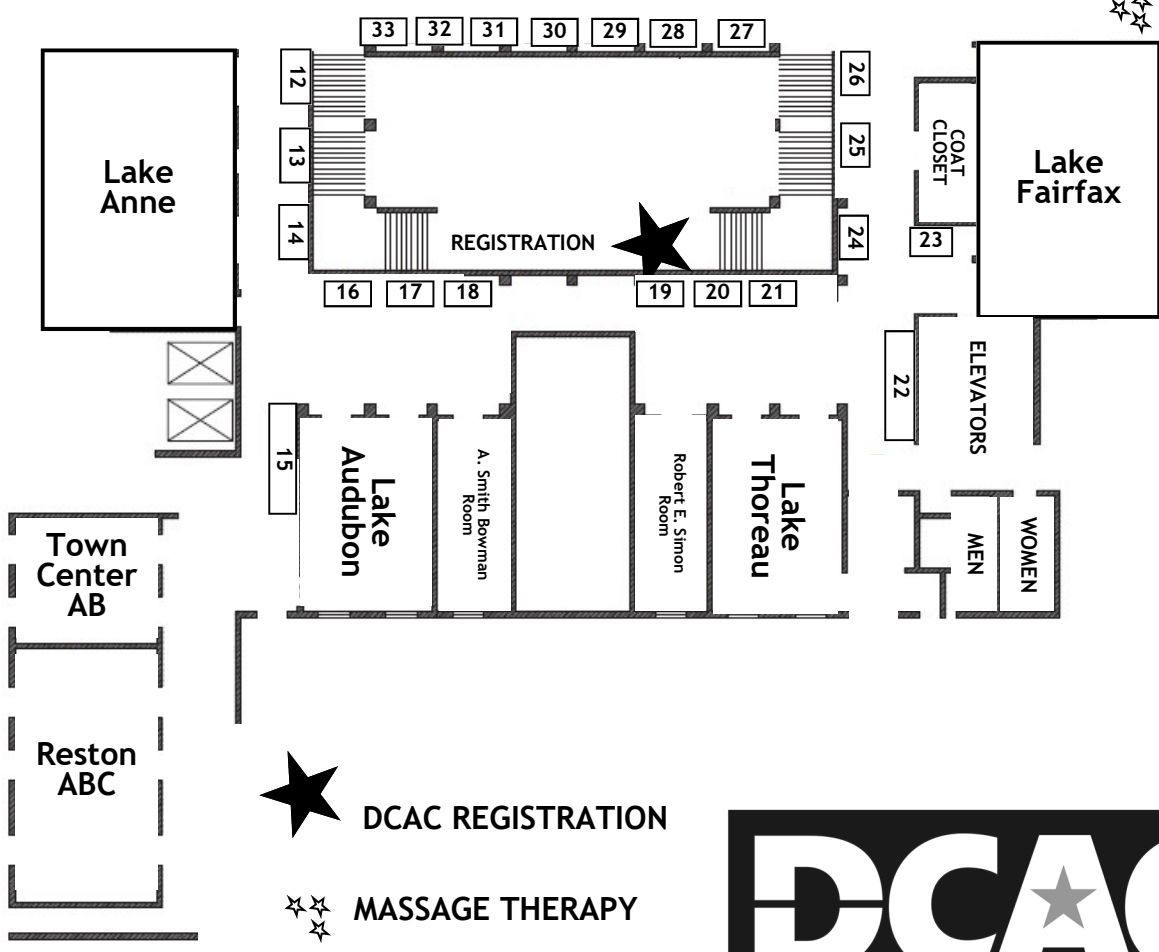 33 32 31 30 29 28 27
12
26
13
25
COAT
CLOSET
Lake
Anne
Lake
Fairfax
14
REGISTRATION
24
23
16 17 18 19 20 21
22
ELEVATORS
15
Lake
Audubon
A. Smith Bowman
Room
Robert E. Simon
Room
Lake
Thoreau
MEN
WOMEN
Town
Center
AB
Reston
ABC
DCAC REGISTRATION
MASSAGE THERAPY
DCAC